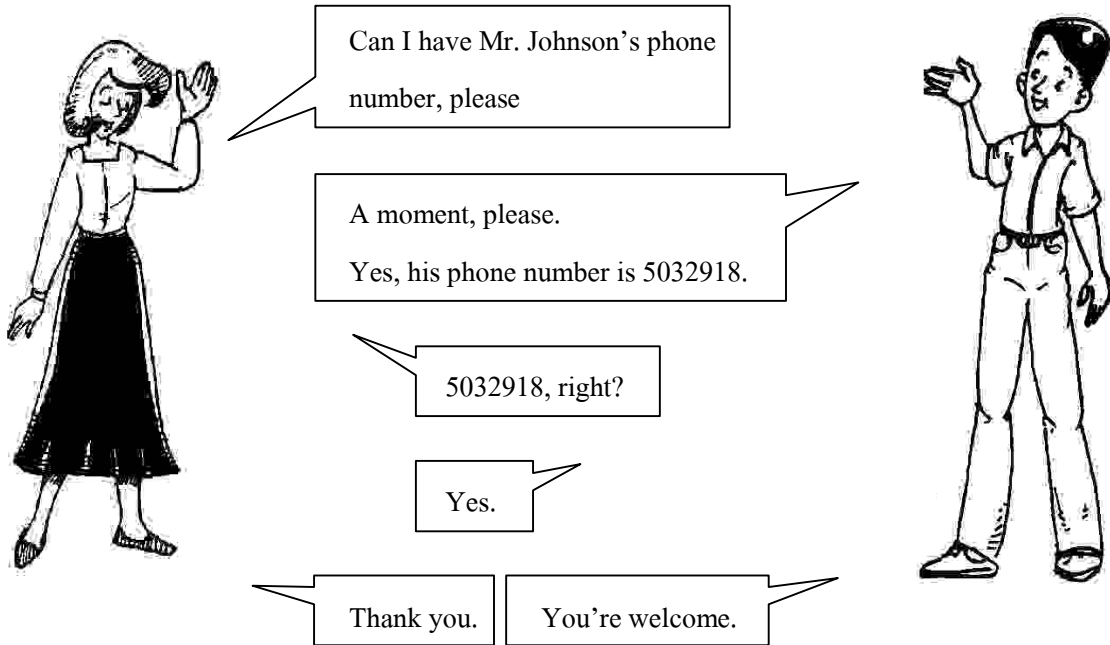 Can I have Mr. Johnson’s phone
number, please
A moment, please.
Yes, his phone number is 5032918.
5032918, right?
Yes.
Thank you.
You’re welcome.